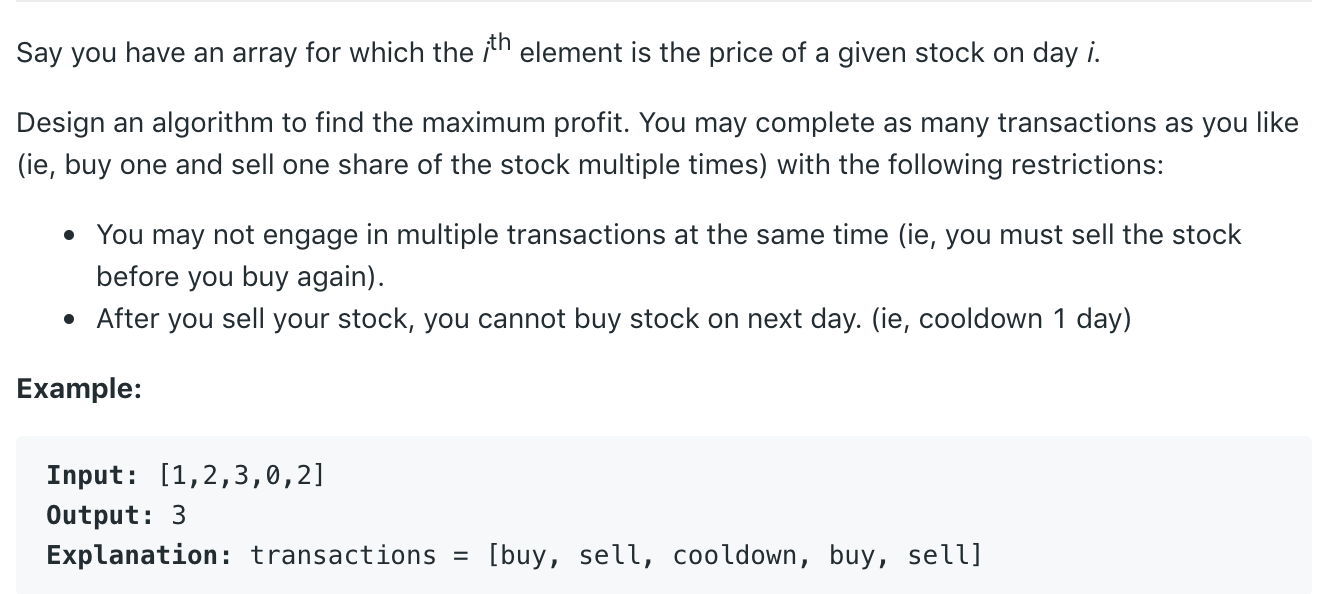 Say you have an array for which the ith element is the price of a given stock on day i.
Design an algorithm to find the maximum profit. You may complete as many transactions as you like
(ie, buy one and sell one share of the stock multiple times) with the following restrictions:
• You may not engage in multiple transactions at the same time (ie, you must sell the stock
before you buy again).
• After you sell your stock, you cannot buy stock on next day. (ie, cooldown 1 day)
Example:
Input: [1,2,3,0,2]
Output: 3
Explanation: transactions = [buy, sell, cooldown, buy, sell]